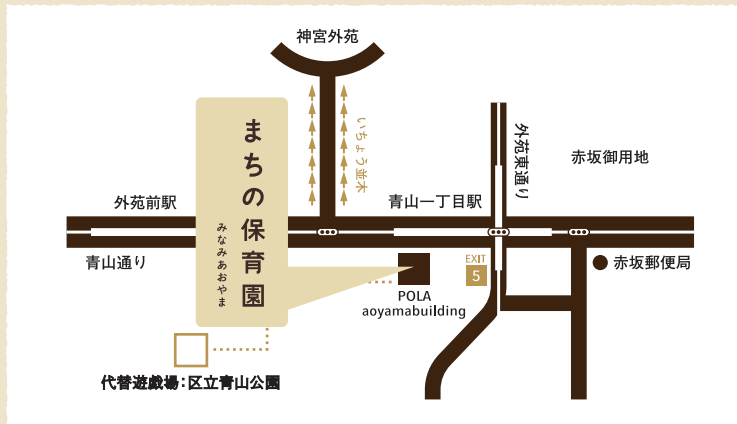 神宮外苑
いちょう並木
外苑東通り
赤坂御用地
まちの保育園
みなみあおやま
外苑前駅
青山一丁目駅
青山通り
EXIT
5
赤坂郵便局
POLA
aoyamabuilding
代替遊戯場：区立青山公園